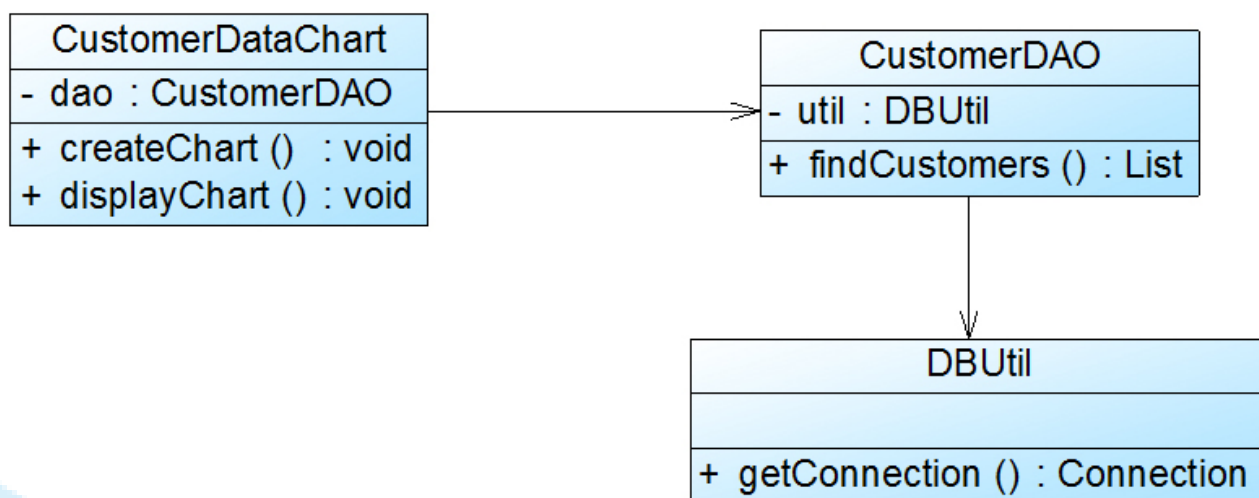 CustomerDataChart
- dao : CustomerDAO
+ createChart () : void
+ displayChart () : void
CustomerDAO
- util : DBUtil
+ findCustomers () : List
DBUtil
+ getConnection () : Connection